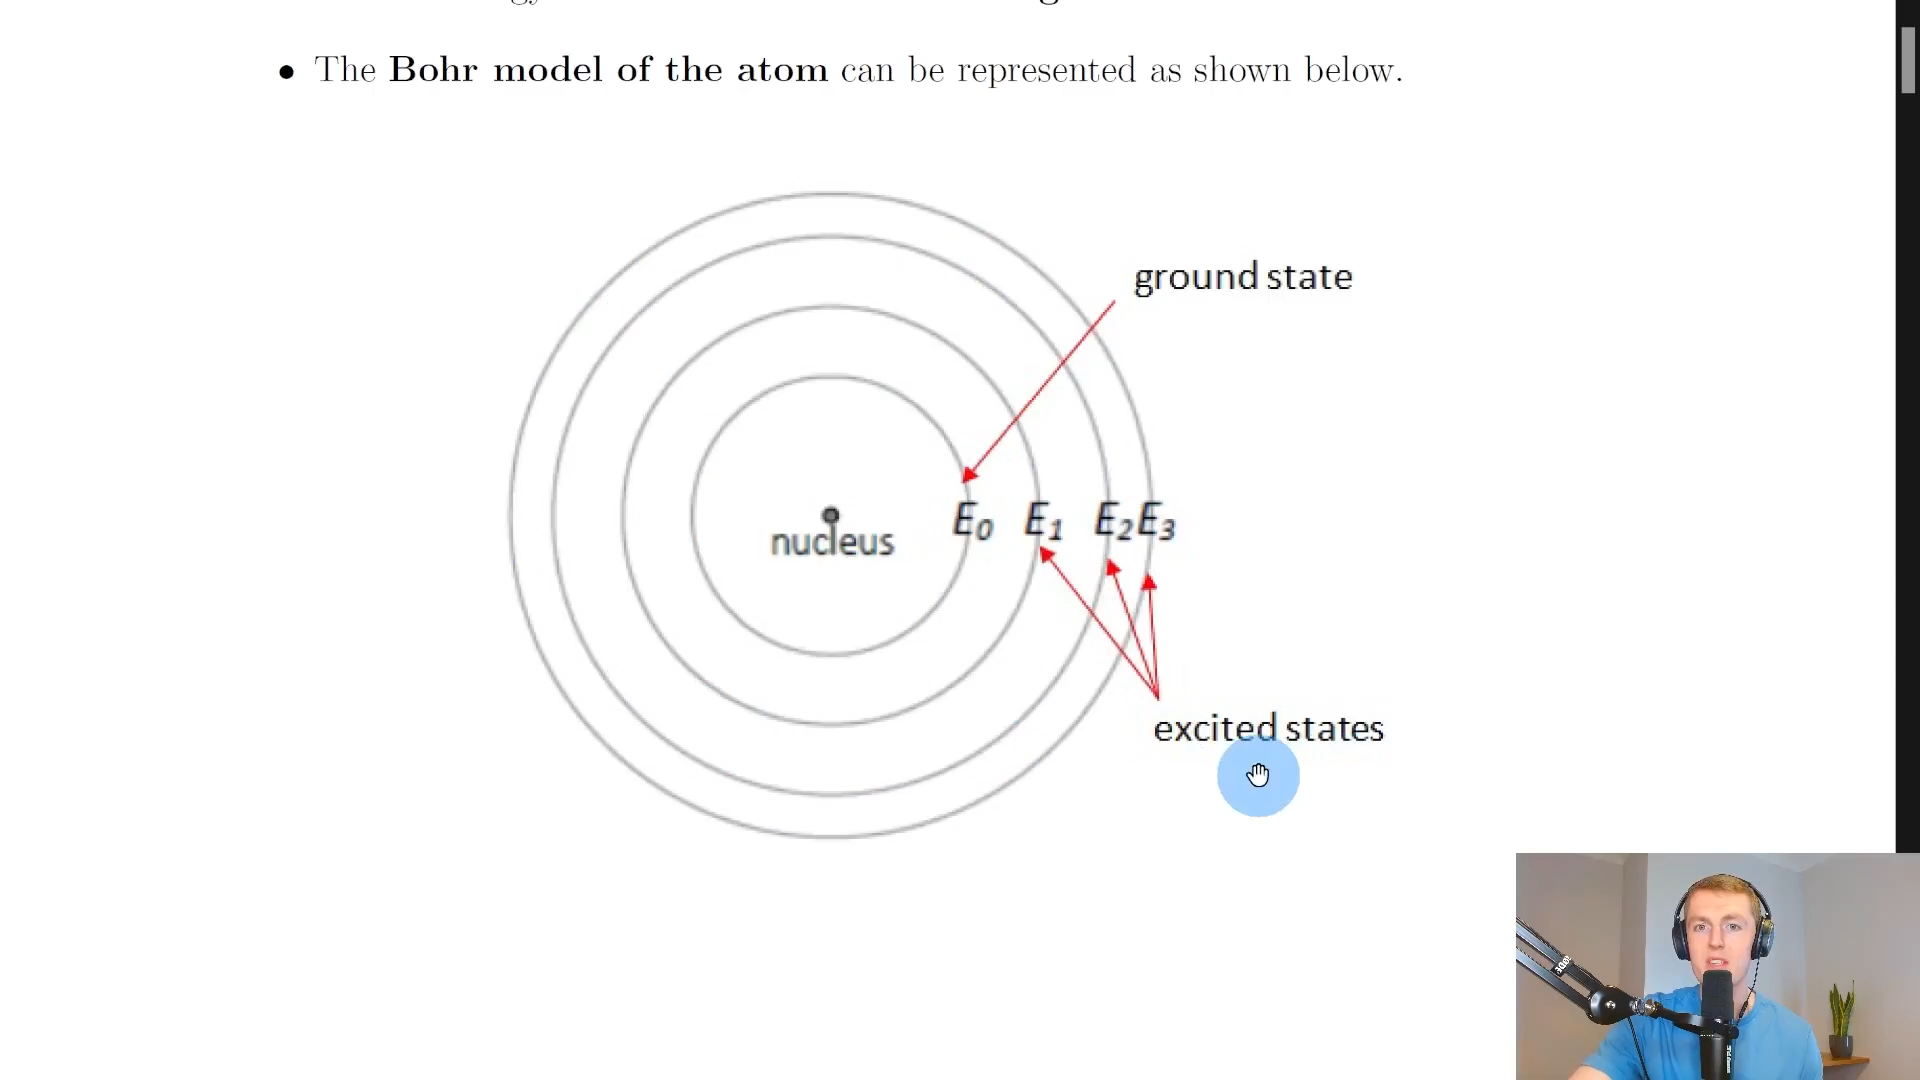 • The Bohr model of the atom can be represented as shown below.
ground state
nucleus
E0 E1 E2 E3
excited states